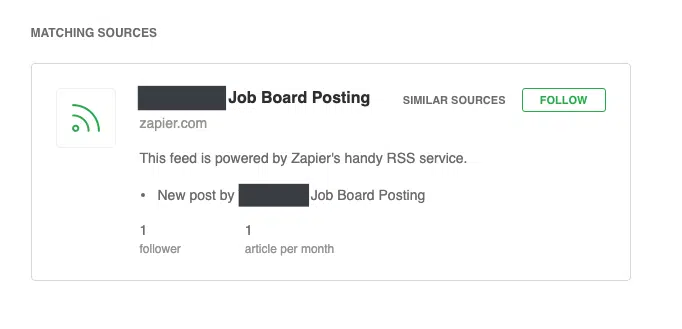 MATCHING SOURCES
Job Board Posting SIMILAR SOURCES FOLLOW
zapier.com
This feed is powered by Zapier's handy RSS service.
• New post by Job Board Posting
1 1
follower article per month